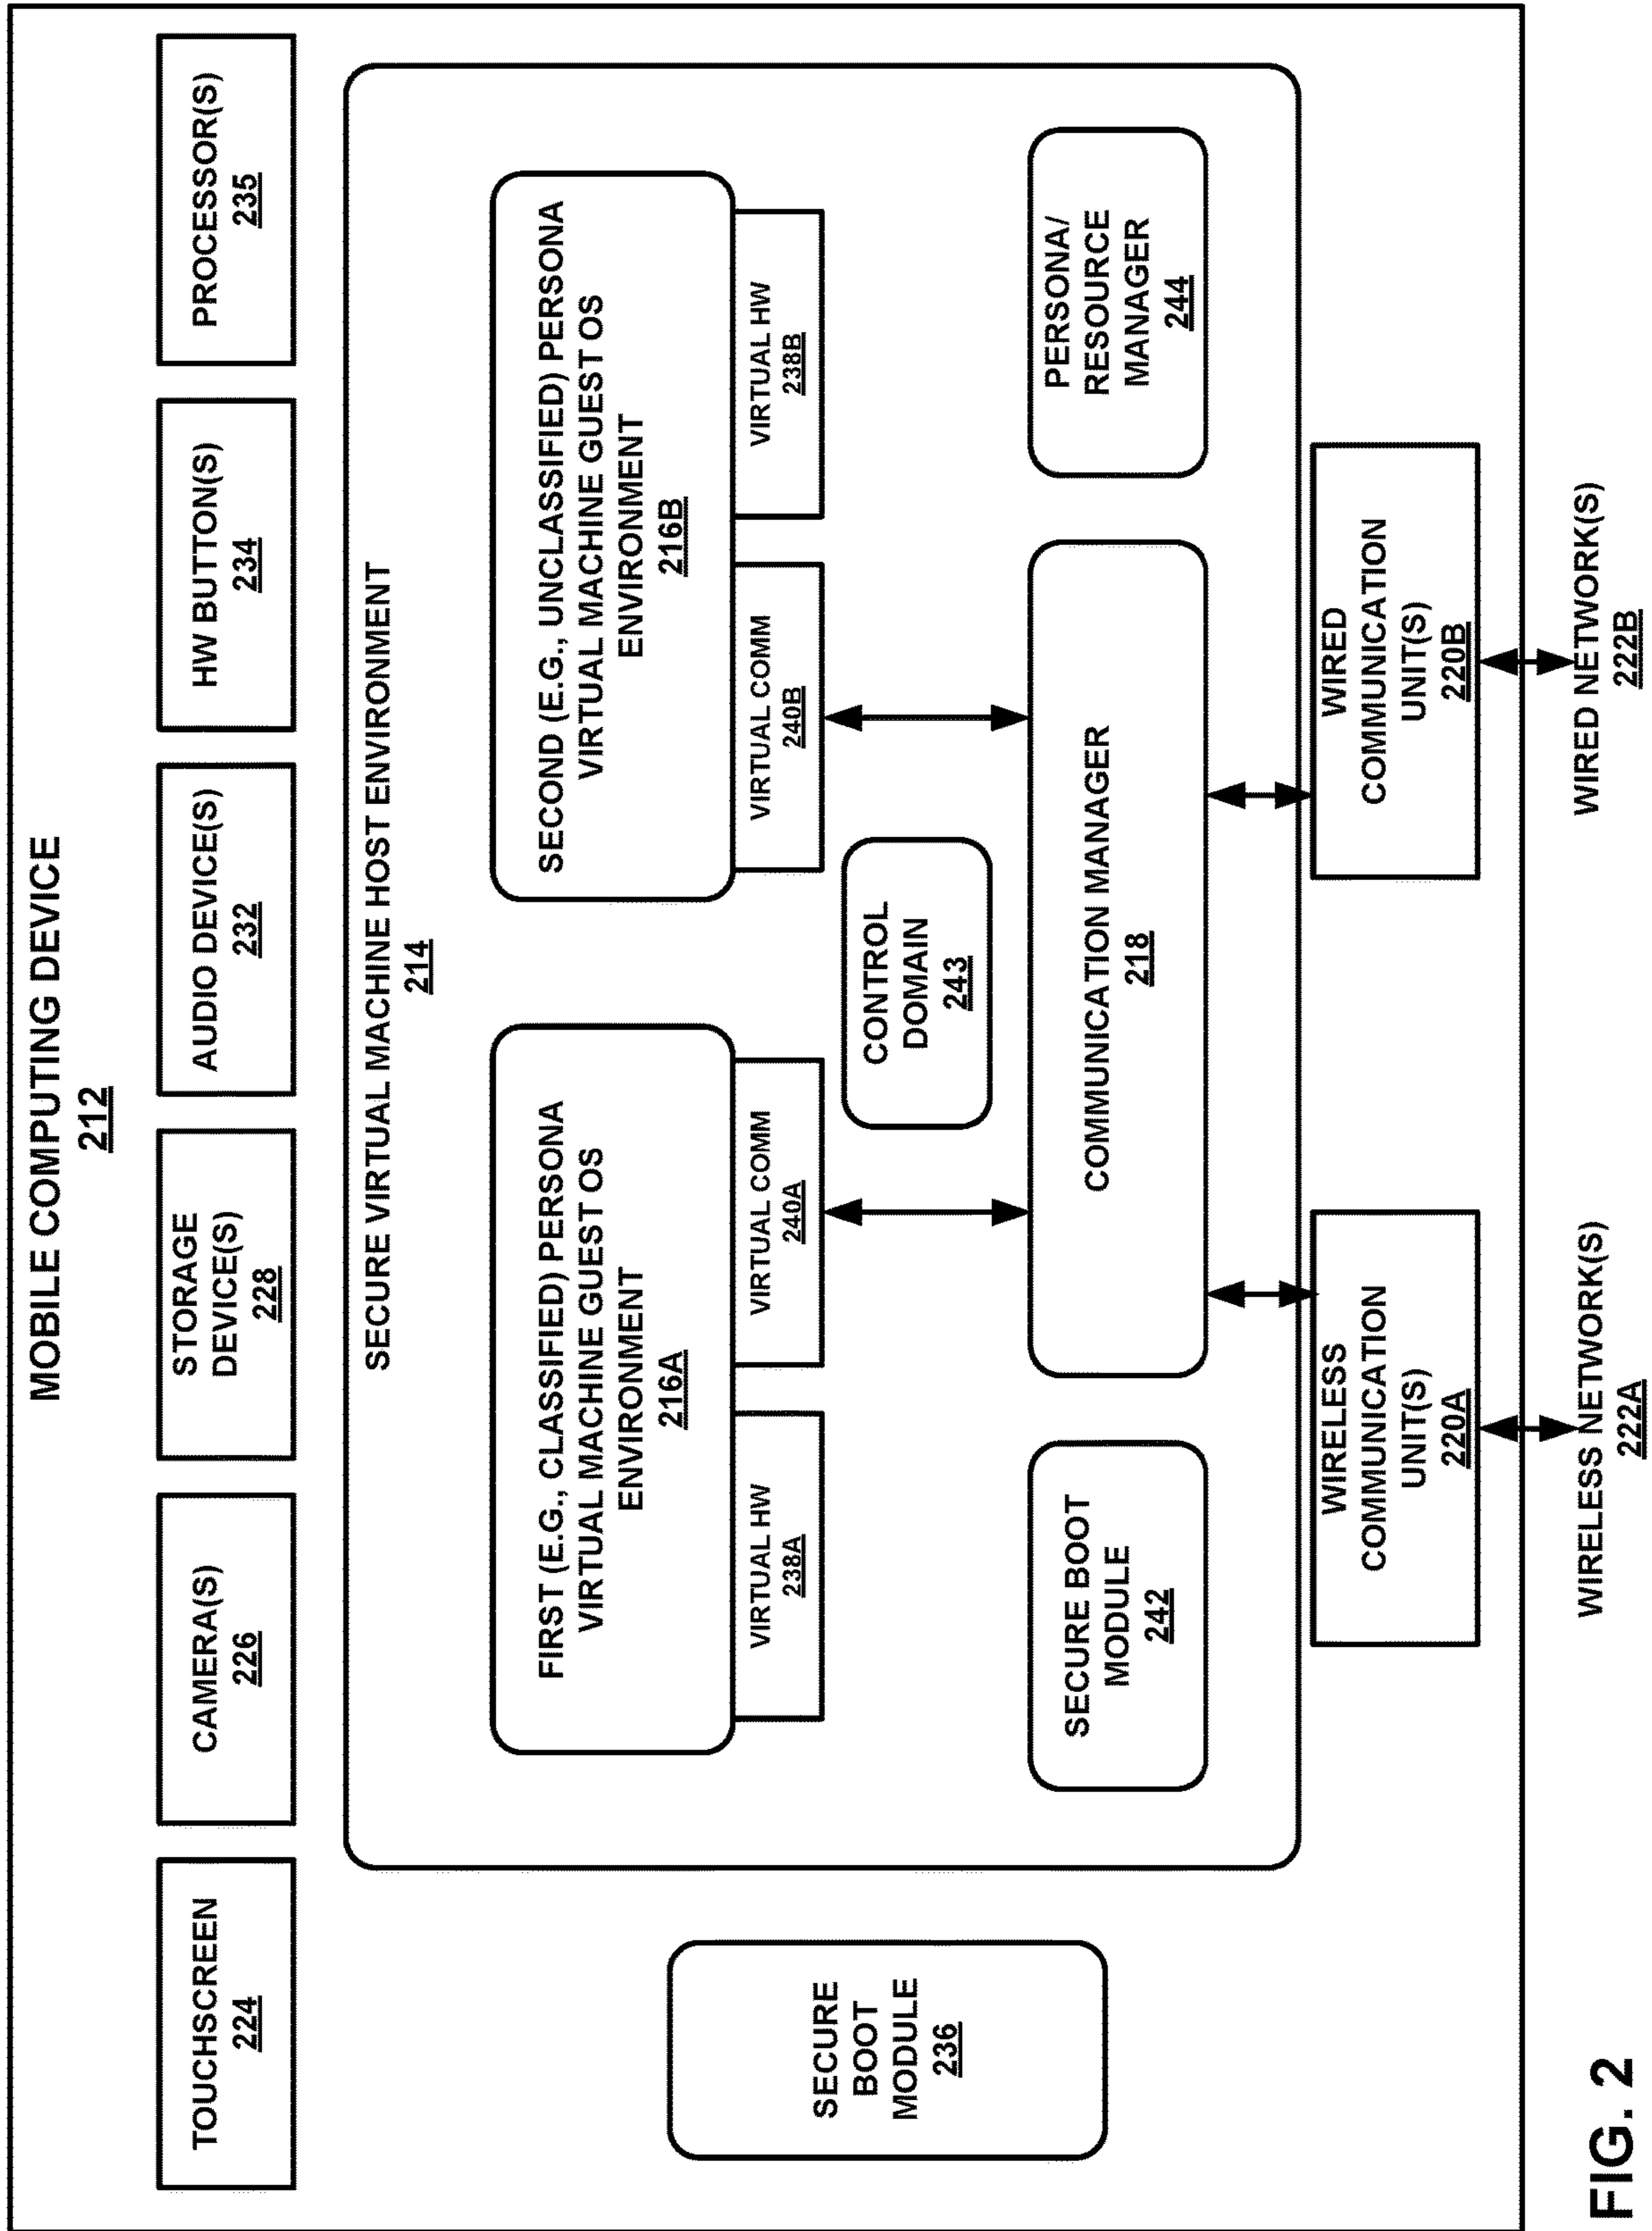 MOBILE COMPUTING DEVICE
212
TOUCHSCREEN
224
CAMERA(S)
226
STORAGE
DEVICE(S)
228
AUDIO DEVICE(S)
232
HW BUTTON(S)
234
PROCESSOR(S)
235
SECURE VIRTUAL MACHINE HOST ENVIRONMENT
214
FIRST (E.G., CLASSIFIED) PERSONA
VIRTUAL MACHINE GUEST OS
ENVIRONMENT
216A
VIRTUAL HW
238A
VIRTUAL COMM
240A
SECOND (E.G., UNCLASSIFIED) PERSONA
VIRTUAL MACHINE GUEST OS
ENVIRONMENT
216B
VIRTUAL COMM
240B
VIRTUAL HW
238B
CONTROL
DOMAIN
243
SECURE
BOOT
MODULE
236
SECURE BOOT
MODULE
242
COMMUNICATION MANAGER
218
PERSONA/
RESOURCE
MANAGER
244
WIRELESS
COMMUNICATION
UNIT(S)
220A
WIRED
COMMUNICATION
UNIT(S)
220B
WIRELESS NETWORK(S)
222A
WIRED NETWORK(S)
222B
FIG. 2